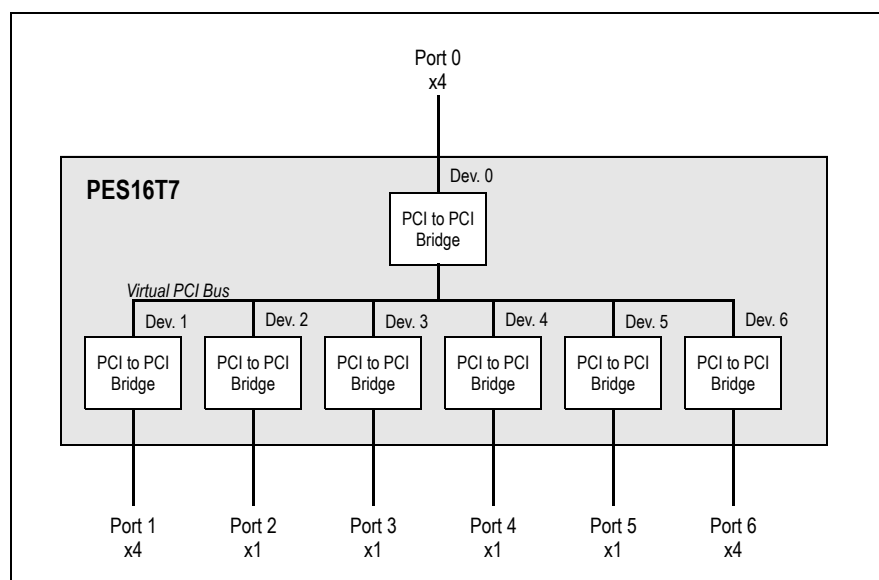 Port 0
x4
PES16T7
Dev. 0
PCI to PCI
Bridge
Virtual PCI Bus
Dev. 1
Dev. 2
Dev. 3
Dev. 4
Dev. 5
Dev. 6
PCI to PCI
Bridge
PCI to PCI
Bridge
PCI to PCI
Bridge
PCI to PCI
Bridge
PCI to PCI
Bridge
PCI to PCI
Bridge
Port 1
x4
Port 2
x1
Port 3
x1
Port 4
x1
Port 5
x1
Port 6
x4